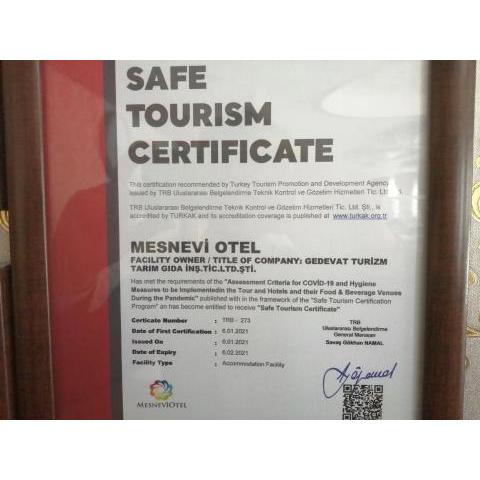 SAFE
TOURISM
CERTIFICATE
This certification recommended by Turkey Tourism Promotion and Development Agency
issued by TRB Uluslararası Belgelendirme Teknik Kontrol ve Gözetim Hizmetleri Tic. Ltd.
TRB Uluslararası Belgelendirme Teknik Kontrol ve Gözetim Hizmetleri Tic. Ltd. Şti., is
accredited by TURKAK and its accreditation coverage is puplished at www.turkak.org.tr
MESNEVİ OTEL
FACILITY OWNER / TITLE OF COMPANY: GEDEVAT TURİZM
TARIM GIDA İNŞ.TİC.LTD.ŞTİ.
Has met the requirements of the "Assessment Criteria for COVİD-19 and Hygiene
Measures to be Implementedin the Tour and Hotels and their Food & Beverage Venues
During the Pandemic" published with in the framework of the "Safe Tourism Certification
Program" an has become entitled to receive "Safe Tourism Certificate"
Certicate Number : TRB - 273
Date of First Certification : 6.01.2021
Issued On : 6.01.2021
Date of Expiry : 6.02.2021
Facility Type : Accommodation Facility
TRB
Uluslararası Belgelendirme
General Manager
Savaş Gökhan NAMAL
MESNEVİOTEL